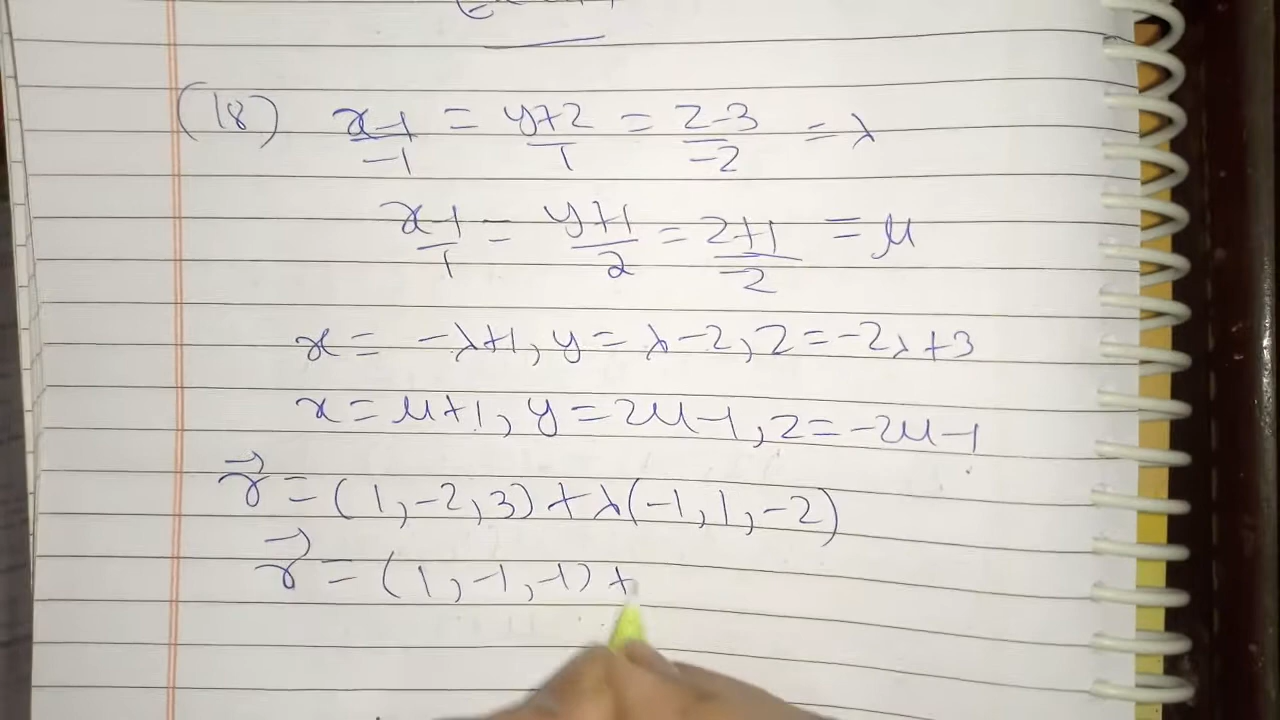 (18) x-1/-1 = y+2/1 = z-3/-2 = λ
x-1/1 = y+1/2 = z+1/-2 = μ
x = -λ+1, y = λ-2, z = -2λ+3
x = μ+1, y = 2μ-1, z = -2μ-1
r⃗ = (1, -2, 3) + λ(-1, 1, -2)
r⃗ = (1, -1, -1) +